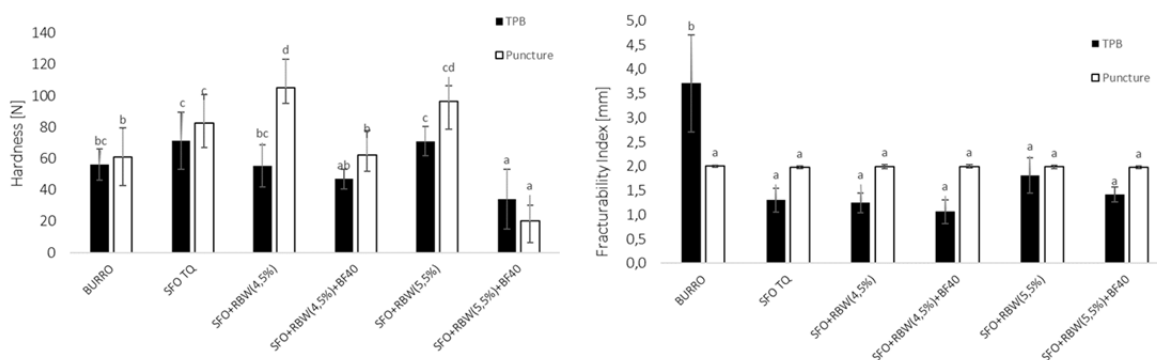 140
120
100
80
60
40
20
0
Hardness [N]
TPB
Puncture
bc
b
c
c
bc
d
ab
b
c
cd
a
a
BURRO
SFO TQ
SFO+RBW(4,5%)
SFO+RBW(4,5%)+BF40
SFO+RBW(5,5%)
SFO+RBW(5,5%)+BF40
5,0
4,5
4,0
3,5
3,0
2,5
2,0
1,5
1,0
0,5
0,0
Fracturability Index [mm]
TPB
Puncture
b
a
a
a
a
a
a
a
a
a
a
a
BURRO
SFO TQ
SFO+RBW(4,5%)
SFO+RBW(4,5%)+BF40
SFO+RBW(5,5%)
SFO+RBW(5,5%)+BF40